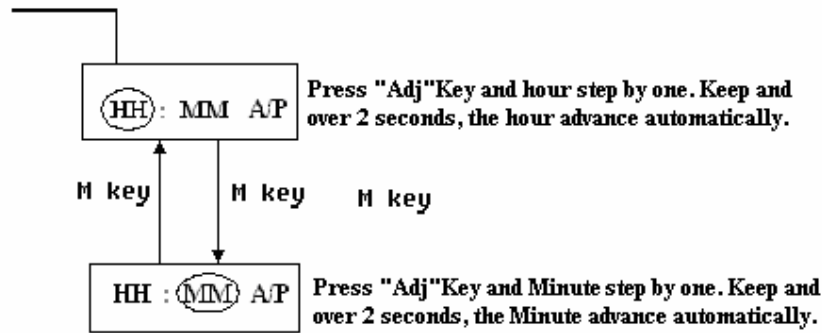 HH : MM A/P
Press "Adj"Key and hour step by one. Keep and
over 2 seconds, the hour advance automatically.
M key M key M key
HH : MM A/P
Press "Adj"Key and Minute step by one. Keep and
over 2 seconds, the Minute advance automatically.